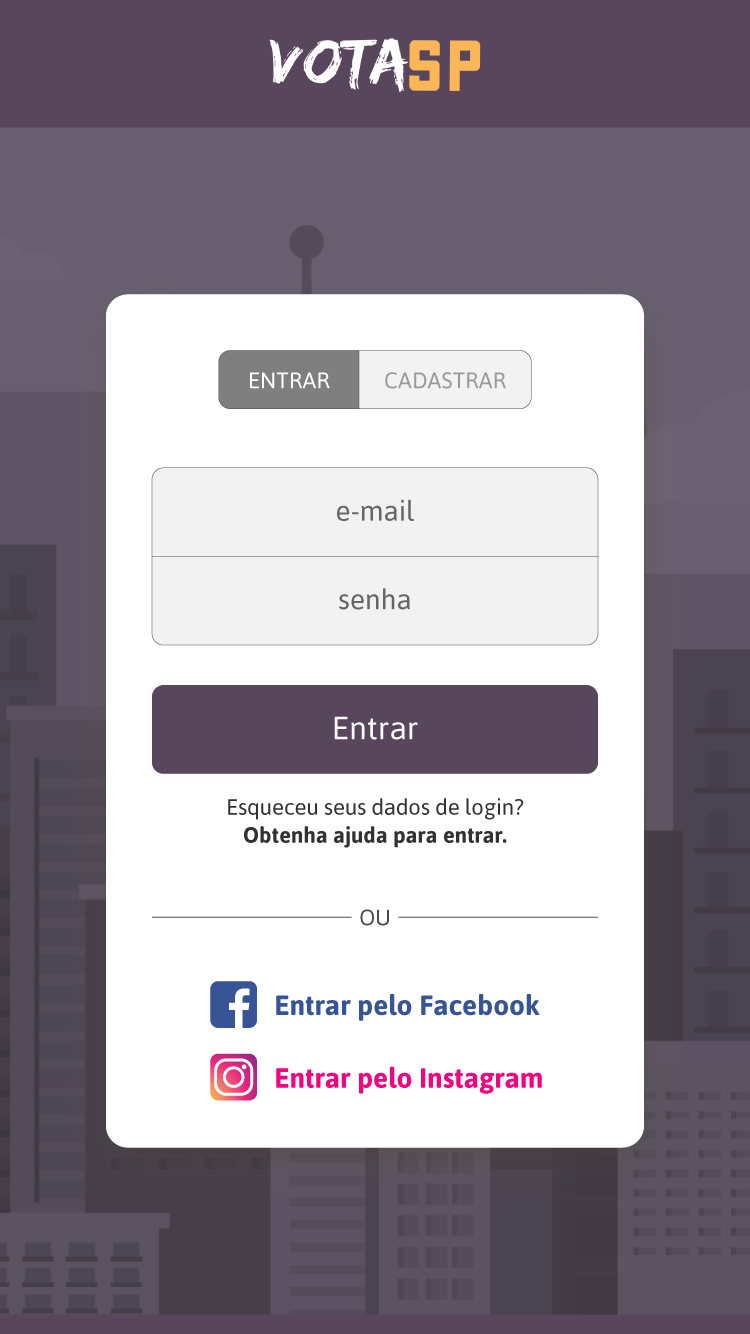 VOTASP
ENTRAR CADASTRAR
e-mail
senha
Entrar
Esqueceu seus dados de login?
Obtenha ajuda para entrar.
OU
Entrar pelo Facebook
Entrar pelo Instagram